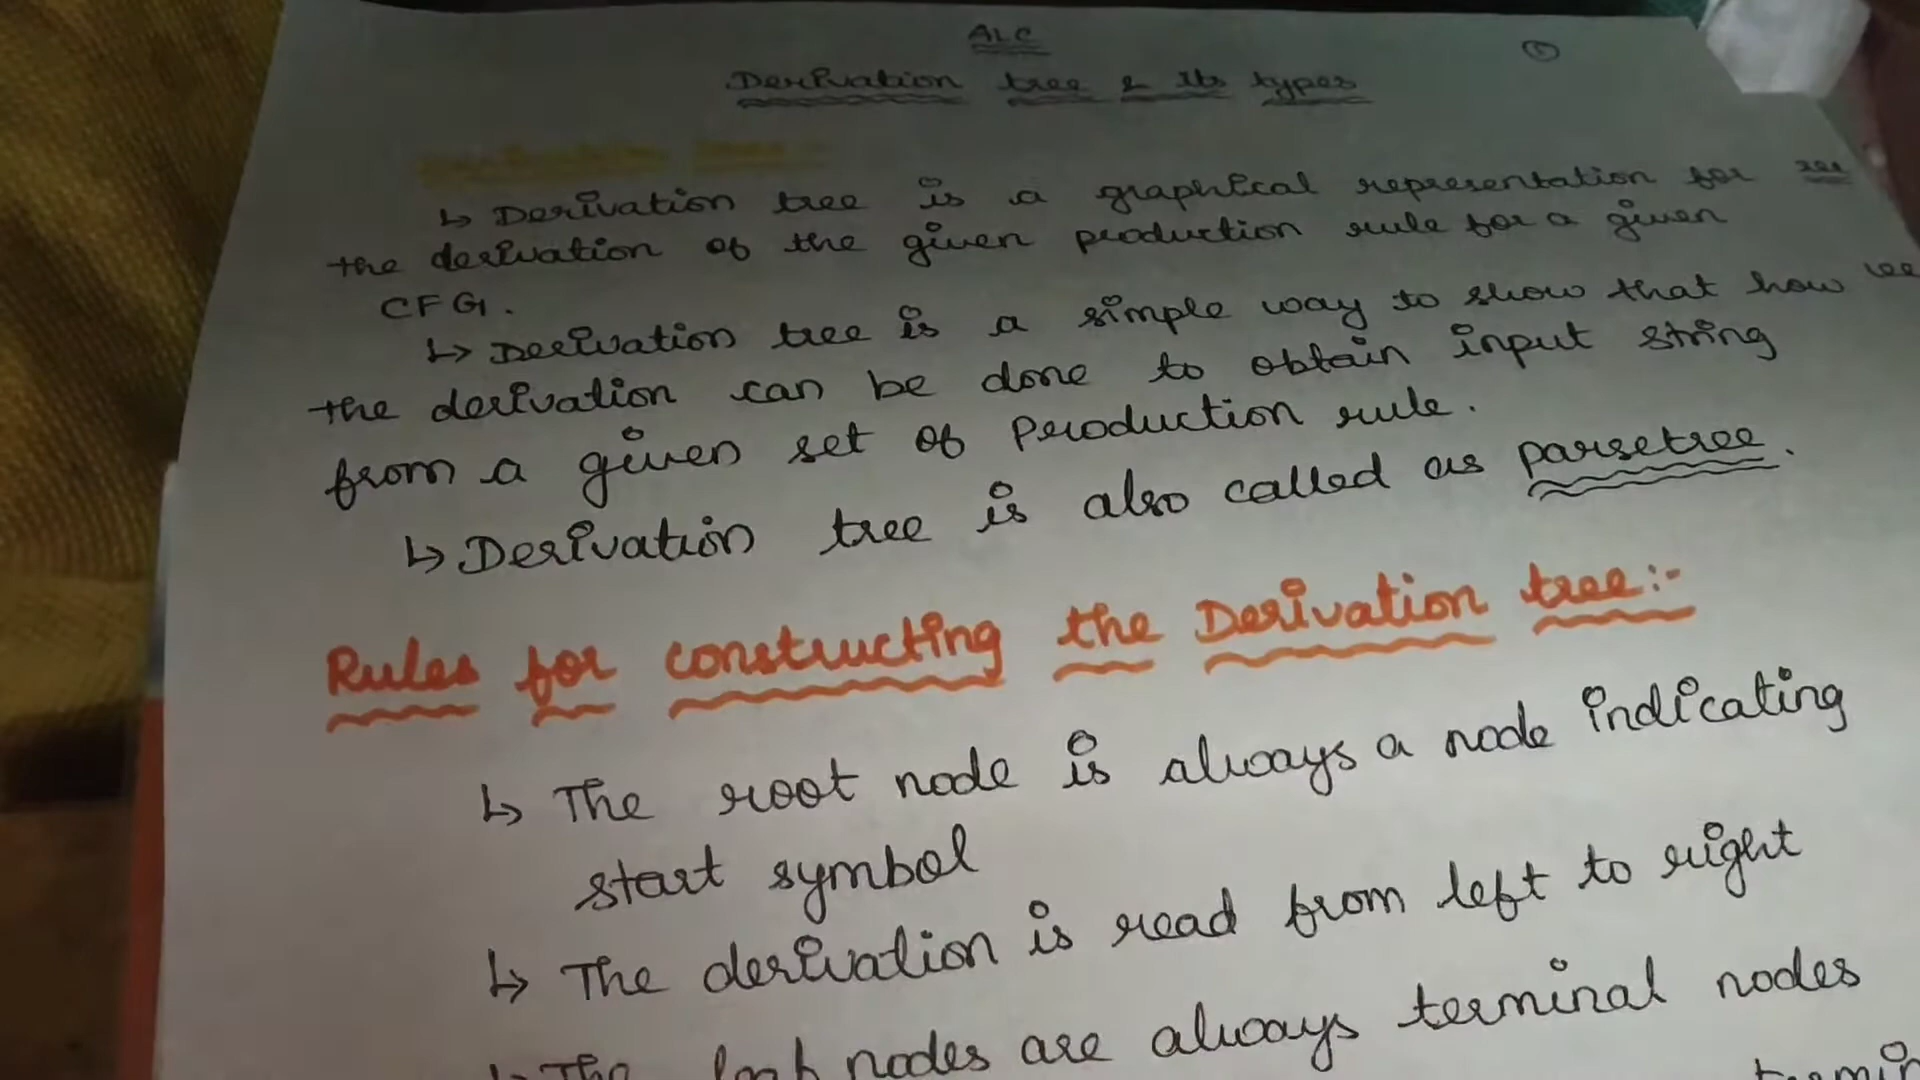 ALC
Derivation tree & Its types
↳ Derivation tree is a graphical representation for
the derivation of the given production rule for a given
CFG.
↳ Derivation tree is a simple way to show that how
the derivation can be done to obtain input string
from a given set of production rule.
↳ Derivation tree is also called as parsetree.
Rules for constructing the Derivation tree:-
↳ The root node is always a node indicating
start symbol
↳ The derivation is read from left to right
↳ The leaf nodes are always terminal nodes